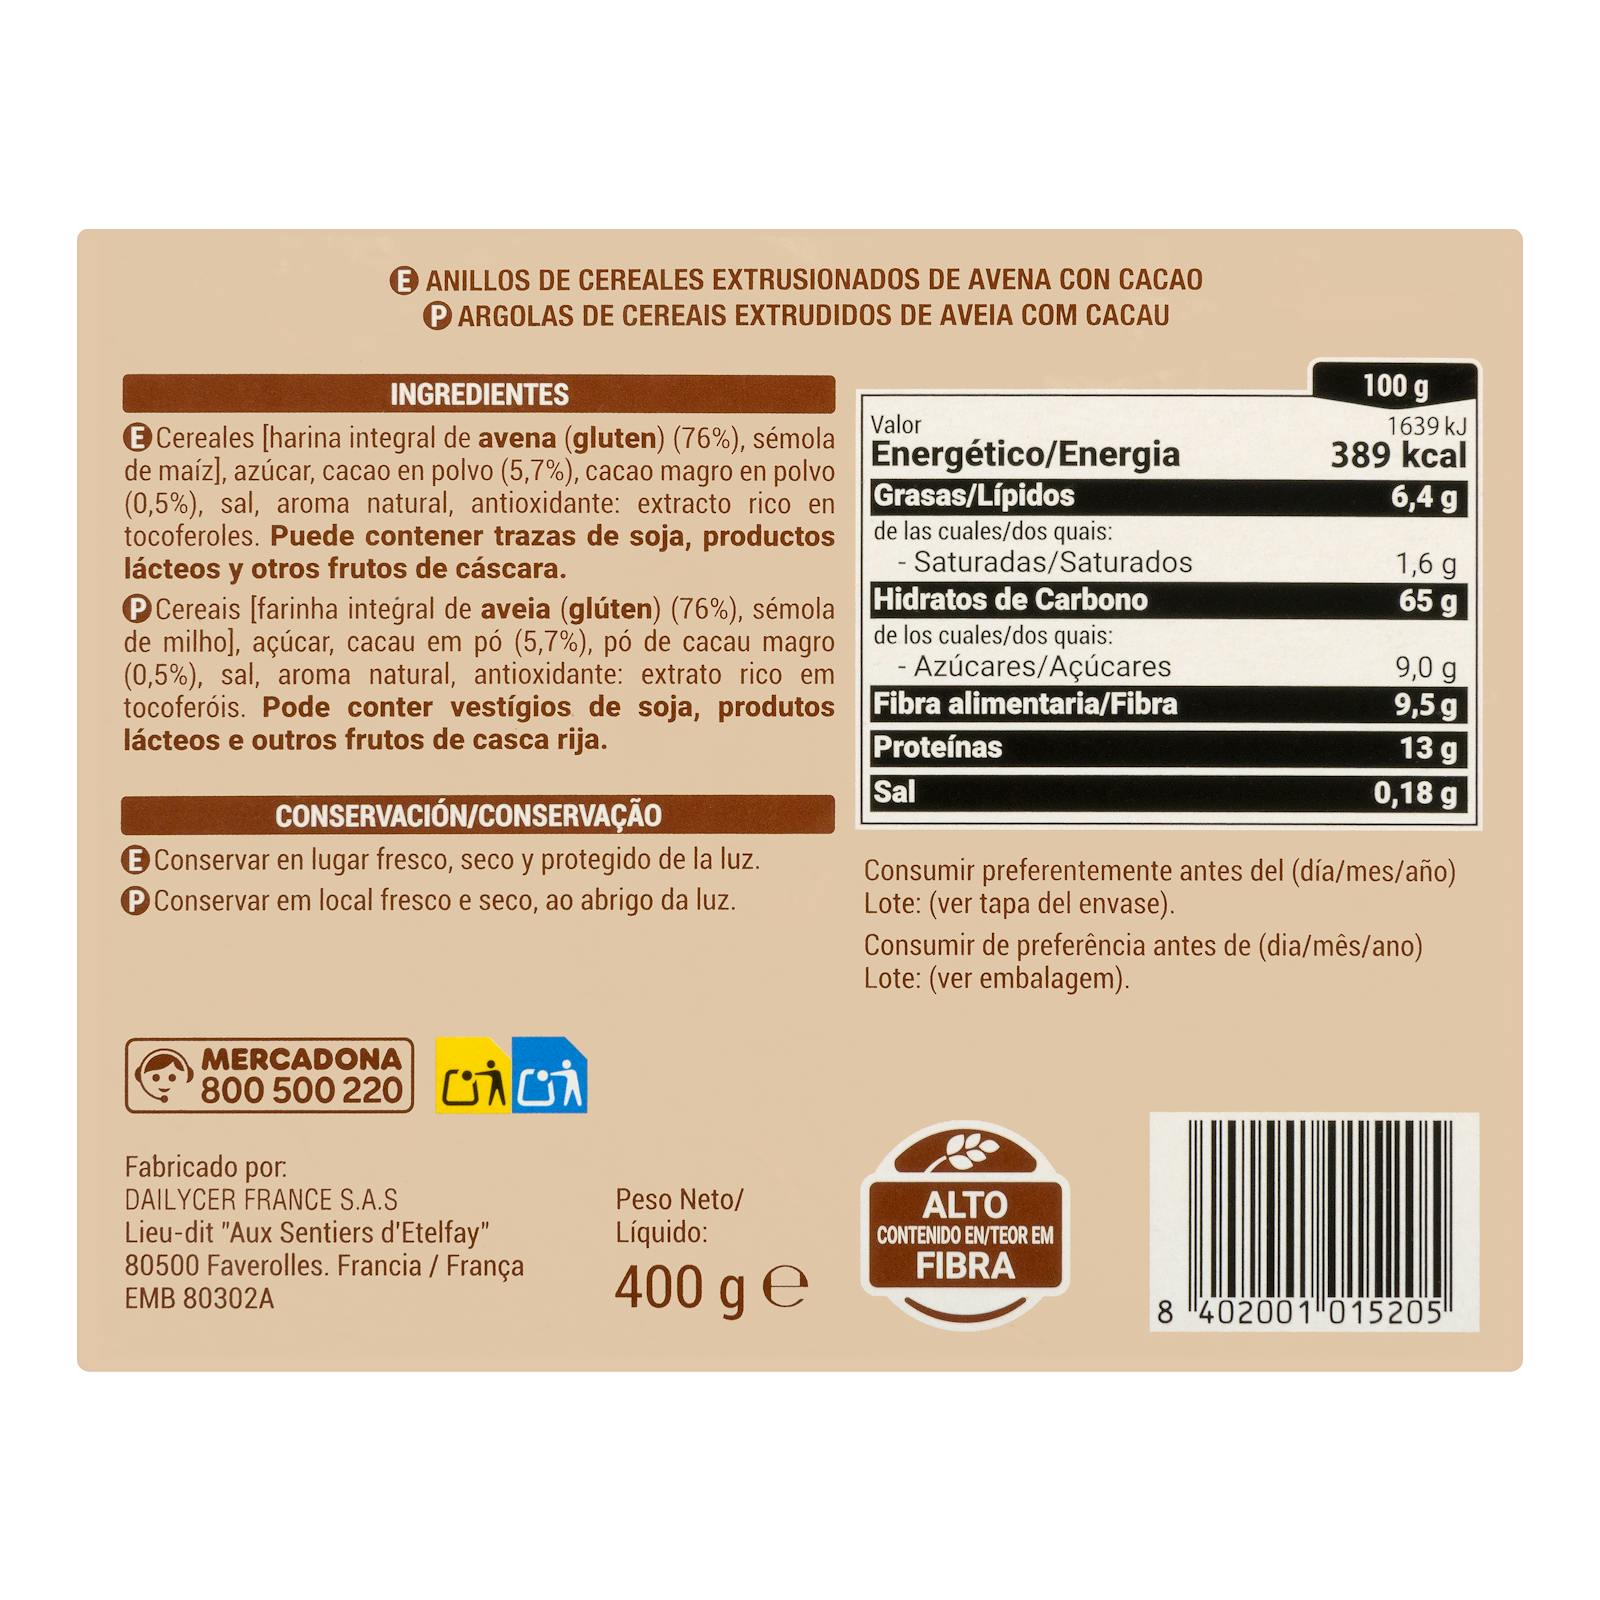 E ANILLOS DE CEREALES EXTRUSIONADOS DE AVENA CON CACAO
P ARGOLAS DE CEREAIS EXTRUDIDOS DE AVEIA COM CACAU
INGREDIENTES
E Cereales [harina integral de avena (gluten) (76%), sémola
de maíz], azúcar, cacao en polvo (5,7%), cacao magro en polvo
(0,5%), sal, aroma natural, antioxidante: extracto rico en
tocoferoles. Puede contener trazas de soja, productos
lácteos y otros frutos de cáscara.
P Cereais [farinha integral de aveia (glúten) (76%), sémola
de milho], açúcar, cacau em pó (5,7%), pó de cacau magro
(0,5%), sal, aroma natural, antioxidante: extrato rico em
tocoferóis. Pode conter vestígios de soja, produtos
lácteos e outros frutos de casca rija.
CONSERVACIÓN/CONSERVAÇÃO
E Conservar en lugar fresco, seco y protegido de la luz.
P Conservar em local fresco e seco, ao abrigo da luz.
100 g
Valor 1639 kJ
Energético/Energia 389 kcal
Grasas/Lípidos 6,4 g
de las cuales/dos quais:
- Saturadas/Saturados 1,6 g
Hidratos de Carbono 65 g
de los cuales/dos quais:
- Azúcares/Açúcares 9,0 g
Fibra alimentaria/Fibra 9,5 g
Proteínas 13 g
Sal 0,18 g
Consumir preferentemente antes del (día/mes/año)
Lote: (ver tapa del envase).
Consumir de preferência antes de (dia/mês/ano)
Lote: (ver embalagem).
MERCADONA
800 500 220
Fabricado por:
DAILYCER FRANCE S.A.S
Lieu-dit "Aux Sentiers d'Etelfay"
80500 Faverolles. Francia / França
EMB 80302A
Peso Neto/
Líquido:
400 g e
ALTO
CONTENIDO EN/TEOR EM
FIBRA
8 402001 015205